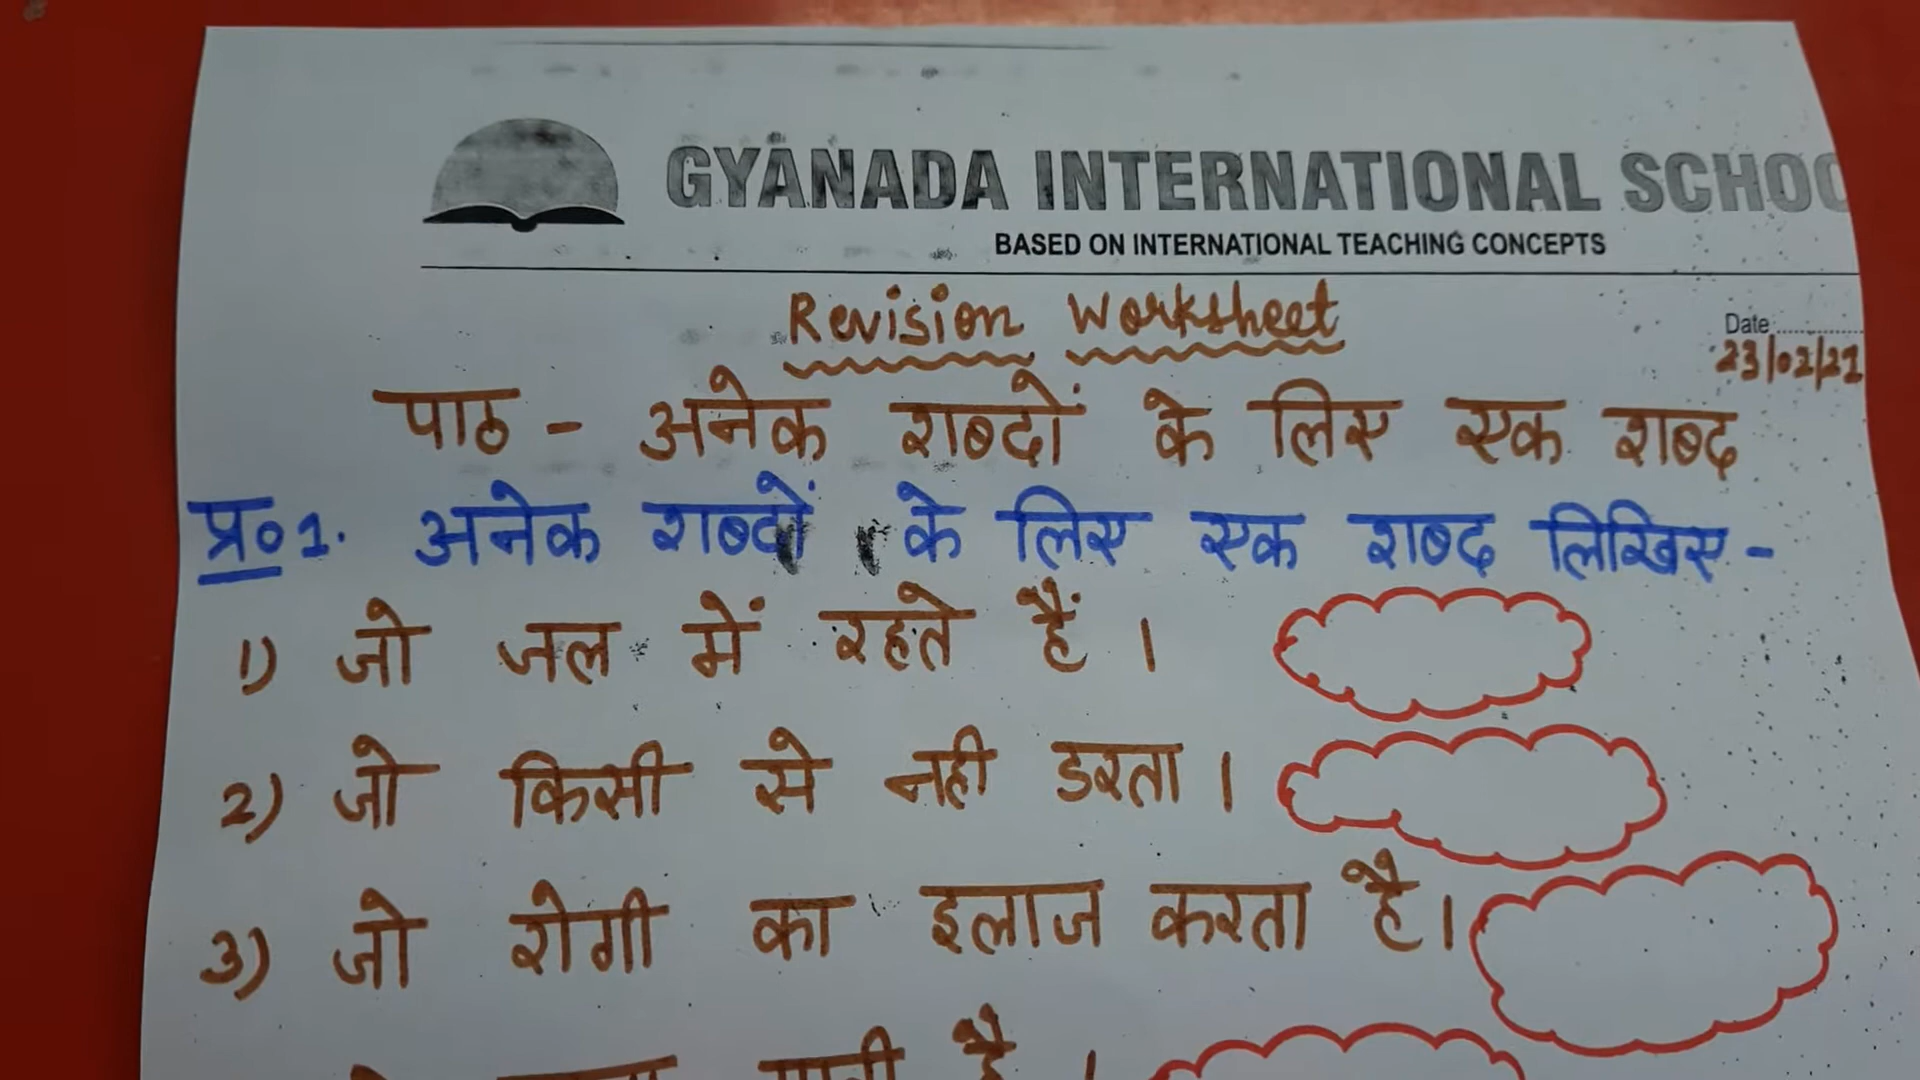 GYANADA INTERNATIONAL SCHOO
BASED ON INTERNATIONAL TEACHING CONCEPTS
Revision Worksheet
Date
23/02/21
पाठ - अनेक शब्दों के लिए एक शब्द
प्र०1. अनेक शब्दों के लिए एक शब्द लिखिए -
1) जो जल में रहते हैं।
2) जो किसी से नही डरता।
3) जो रोगी का इलाज करता है।
है।